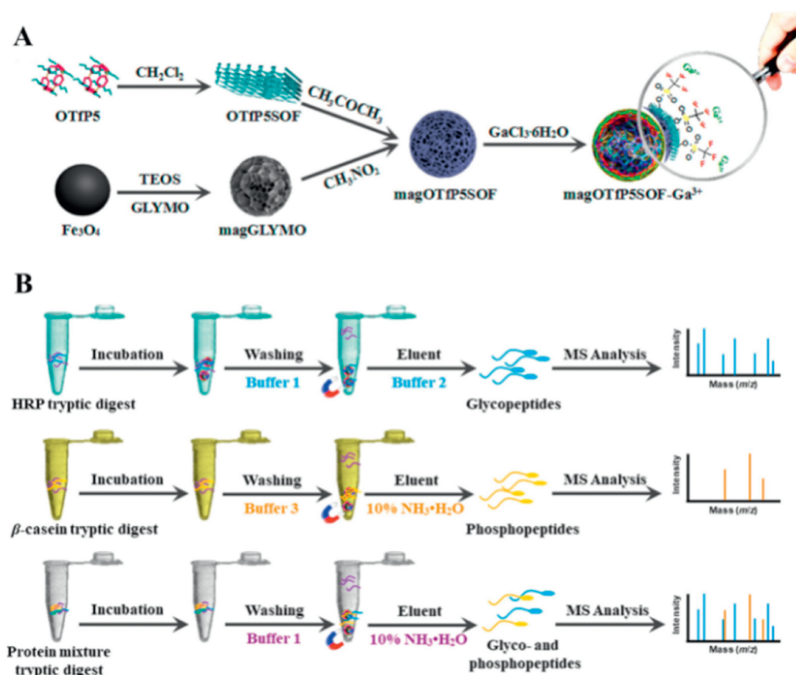 A
CH₂Cl₂
OTfP5
OTfP5SOF
CH₃COCH₃
GaCl₃·6H₂O
Ga³⁺
Ga³⁺
Ga³⁺
TEOS
GLYMO
CH₃NO₂
Fe₃O₄
magGLYMO
magOTfP5SOF
magOTfP5SOF-Ga³⁺
B
Incubation
Washing
Buffer 1
Eluent
Buffer 2
MS Analysis
Intensity
Mass (m/z)
HRP tryptic digest
Glycopeptides
Incubation
Washing
Buffer 3
Eluent
10% NH₃•H₂O
MS Analysis
Intensity
Mass (m/z)
β-casein tryptic digest
Phosphopeptides
Incubation
Washing
Buffer 1
Eluent
10% NH₃•H₂O
MS Analysis
Intensity
Mass (m/z)
Protein mixture
tryptic digest
Glyco- and
phosphopeptides